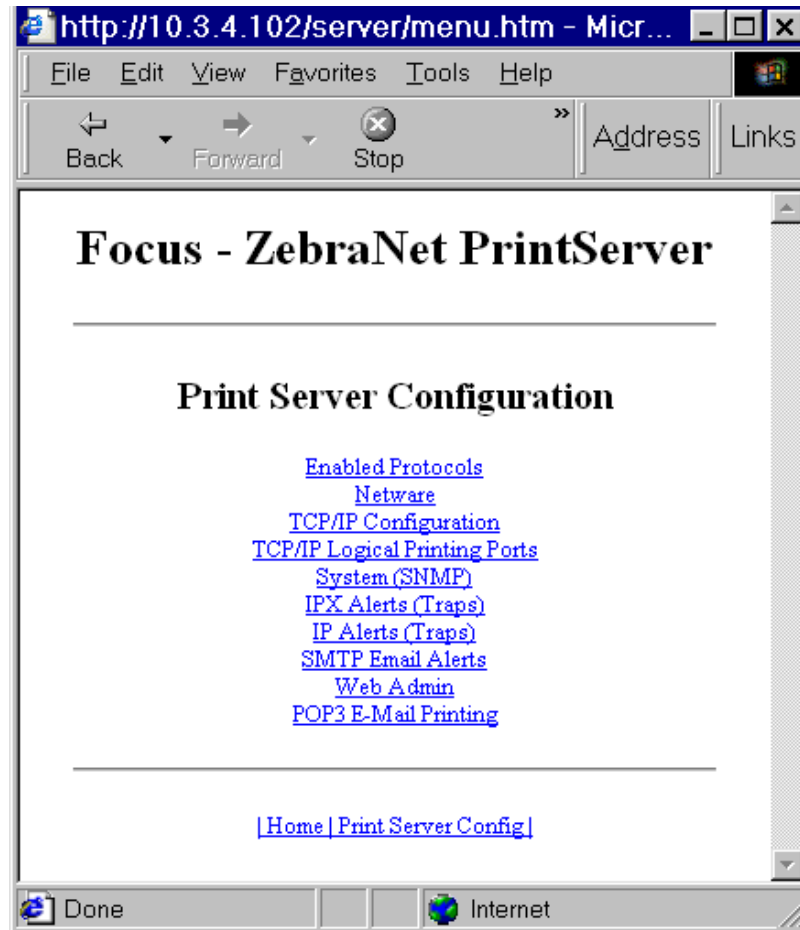 http://10.3.4.102/server/menu.htm - Micr...
File Edit View Favorites Tools Help
Back Forward Stop » Address Links
Focus - ZebraNet PrintServer
Print Server Configuration
Enabled Protocols
Netware
TCP/IP Configuration
TCP/IP Logical Printing Ports
System (SNMP)
IPX Alerts (Traps)
IP Alerts (Traps)
SMTP Email Alerts
Web Admin
POP3 E-Mail Printing
| Home | Print Server Config |
Done Internet